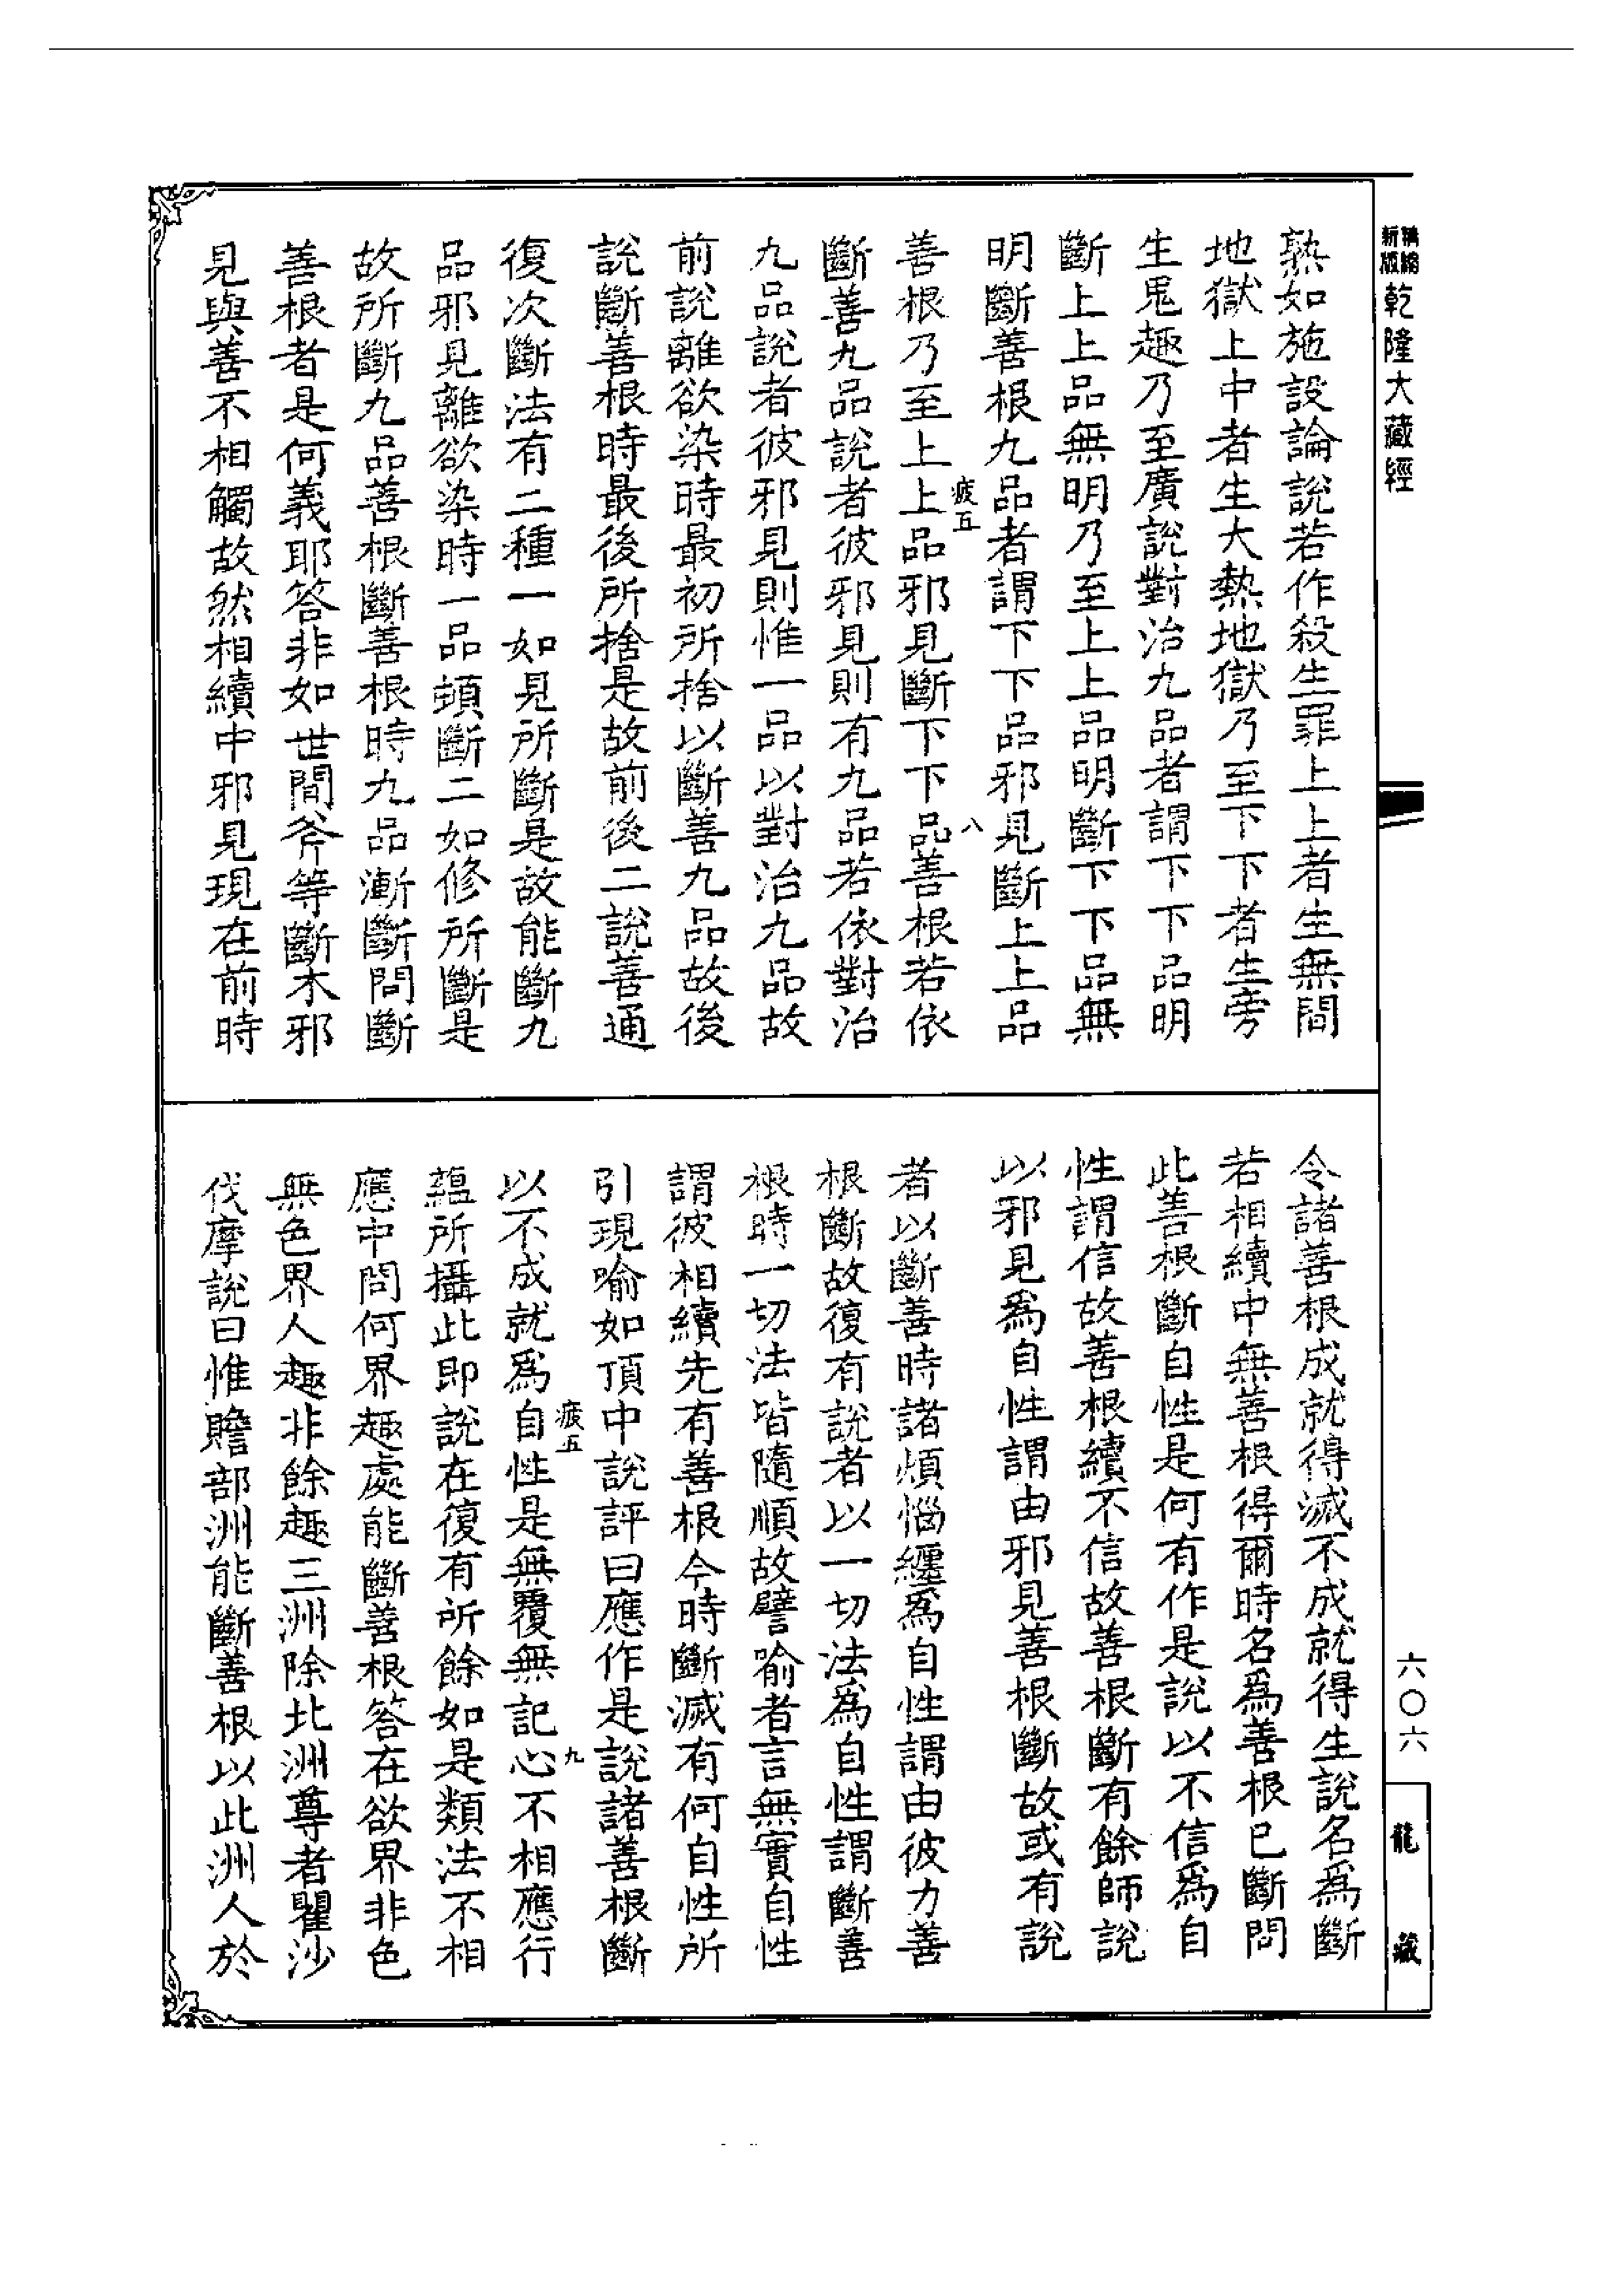 新版 精縮 乾隆大藏經
熟如施設論說若作殺生罪上上者生無間
地獄上中者生大熱地獄乃至下下者生旁
生鬼趣乃至廣說對治九品者謂下下品明
斷上上品無明乃至上上品明斷下下品無
明斷善根九品者謂下下品邪見斷上上品
疲五 八
善根乃至上上品邪見斷下下品善根若依
斷善九品說者彼邪見則有九品若依對治
九品說者彼邪見則惟一品以對治九品故
前說離欲染時最初所捨以斷善九品故後
說斷善根時最後所捨是故前後二說善通
復次斷法有二種一如見所斷是故能斷九
品邪見離欲染時一品頓斷二如修所斷是
故所斷九品善根斷善根時九品漸斷問斷
善根者是何義耶答非如世間斧等斷木邪
見與善不相觸故然相續中邪見現在前時
令諸善根成就得滅不成就得生說名為斷
若相續中無善根得爾時名爲善根已斷問
此善根斷自性是何有作是說以不信爲自
性謂信故善根續不信故善根斷有餘師說
以邪見爲自性謂由邪見善根斷故或有說
者以斷善時諸煩惱纏爲自性謂由彼力善
根斷故復有說者以一切法爲自性謂斷善
根時一切法皆隨順故譬喻者言無實自性
謂彼相續先有善根今時斷滅有何自性所
引現喻如頂中說評曰應作是說諸善根斷
疲五 九
以不成就爲自性是無覆無記心不相應行
蘊所攝此即說在復有所餘如是類法不相
應中問何界趣處能斷善根答在欲界非色
無色界人趣非餘趣三洲除北洲尊者瞿沙
伐摩說曰惟贍部洲能斷善根以此洲人於
六〇六
龍藏